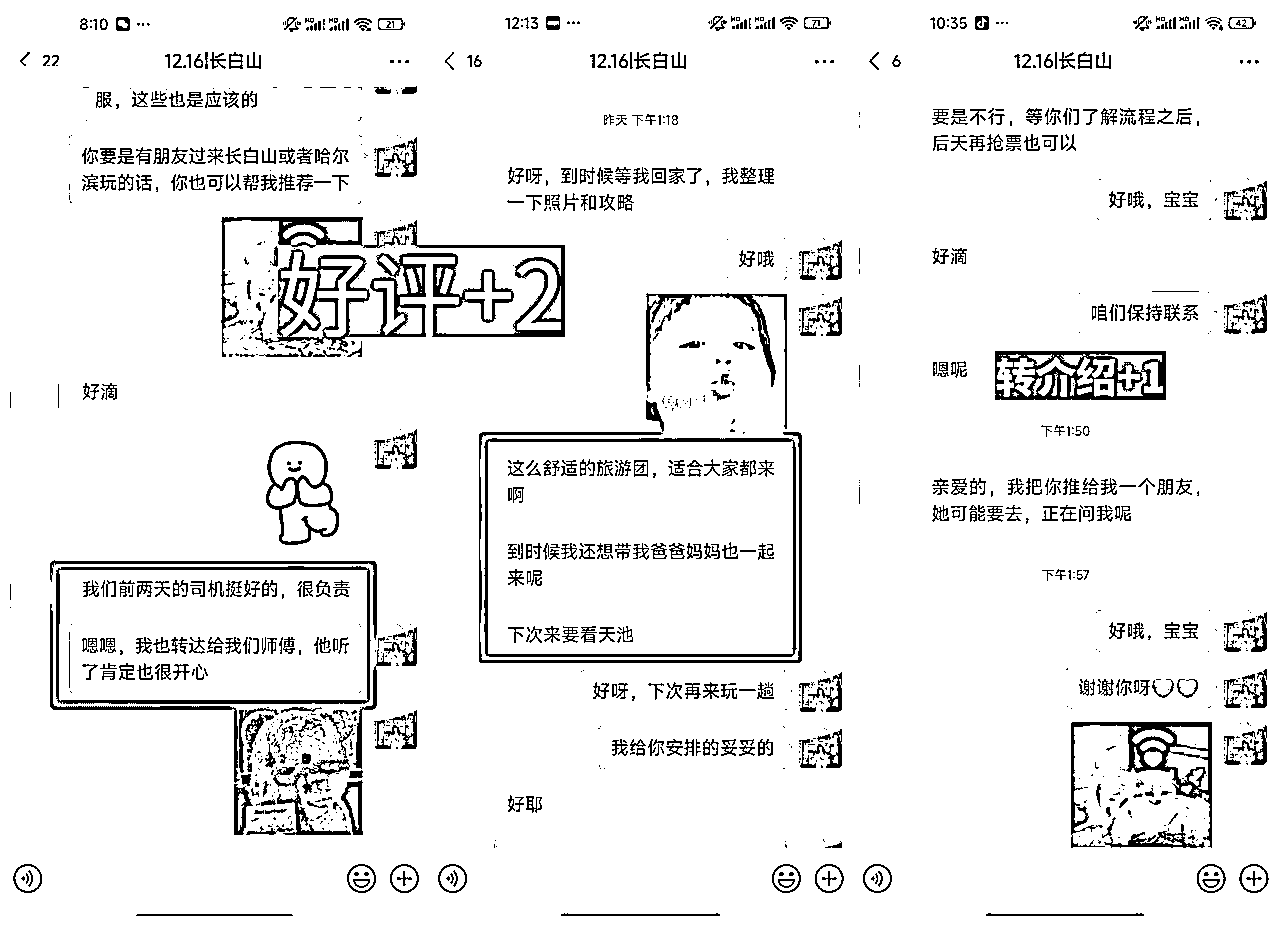 8:10
21
22
12.16长白山
服，这些也是应该的
你要是有朋友过来长白山或者哈尔
滨玩的话，你也可以帮我推荐一下
好评+2
好滴
我们前两天的司机挺好的，很负责
嗯嗯，我也转达给我们师傅，他听
了肯定也很开心
12:13
71
16
12.16长白山
昨天 下午1:18
好呀，到时候等我回家了，我整理
一下照片和攻略
好哦
这么舒适的旅游团，适合大家都来
啊
到时候我还想带我爸爸妈妈也一起
来呢
下次来要看天池
好呀，下次再来玩一趟
我给你安排的妥妥的
好耶
10:35
42
6
12.16长白山
要是不行，等你们了解流程之后，
后天再抢票也可以
好哦，宝宝
好滴
咱们保持联系
嗯呢
转介绍+1
下午1:50
亲爱的，我把你推给我一个朋友，
她可能要去，正在问我呢
下午1:57
好哦，宝宝
谢谢你呀